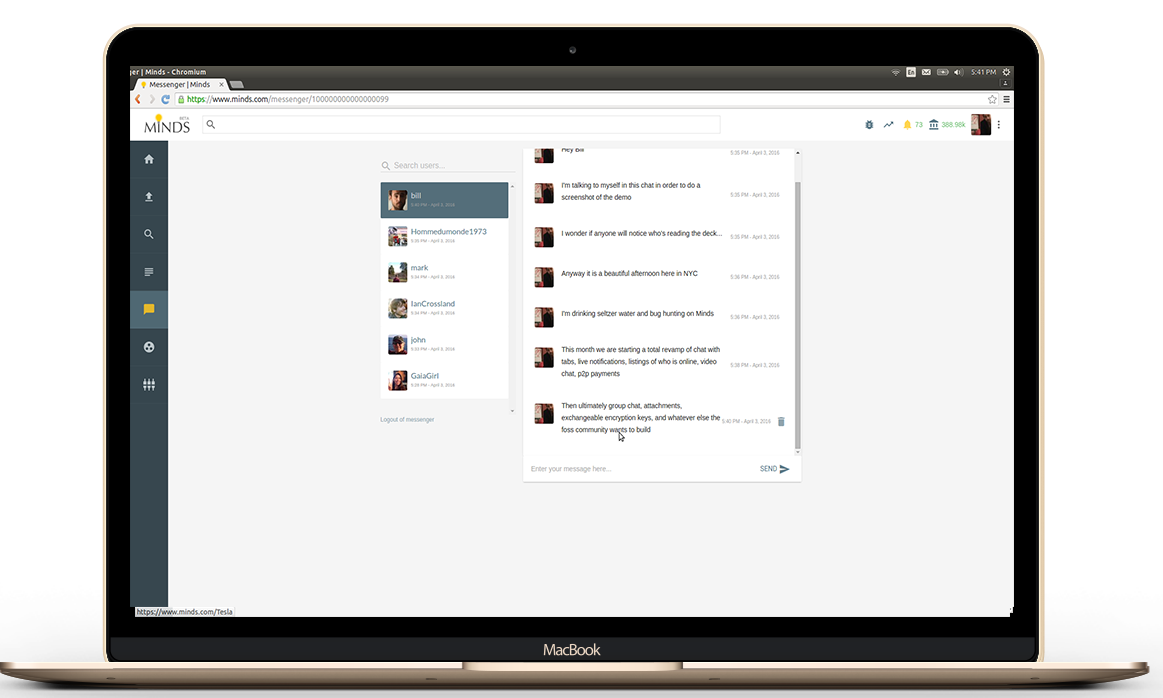 ger | Minds - Chromium
En
5:41 PM
Messenger | Minds
https://www.minds.com/messenger/100000000000000099
MINDS
BETA
73
388.98k
Search users...
bill
5:40 PM - April 3, 2016
Hommedumonde1973
5:35 PM - April 3, 2016
mark
5:34 PM - April 3, 2016
IanCrossland
5:34 PM - April 3, 2016
john
5:33 PM - April 3, 2016
GaiaGirl
5:28 PM - April 3, 2016
Logout of messenger
Hey Bill
5:35 PM - April 3, 2016
I'm talking to myself in this chat in order to do a
screenshot of the demo
5:35 PM - April 3, 2016
I wonder if anyone will notice who's reading the deck...
5:35 PM - April 3, 2016
Anyway it is a beautiful afternoon here in NYC
5:36 PM - April 3, 2016
I'm drinking seltzer water and bug hunting on Minds
5:36 PM - April 3, 2016
This month we are starting a total revamp of chat with
tabs, live notifications, listings of who is online, video
chat, p2p payments
5:38 PM - April 3, 2016
Then ultimately group chat, attachments,
exchangeable encryption keys, and whatever else the
foss community wants to build
5:40 PM - April 3, 2016
Enter your message here...
SEND
https://www.minds.com/Tesla
MacBook